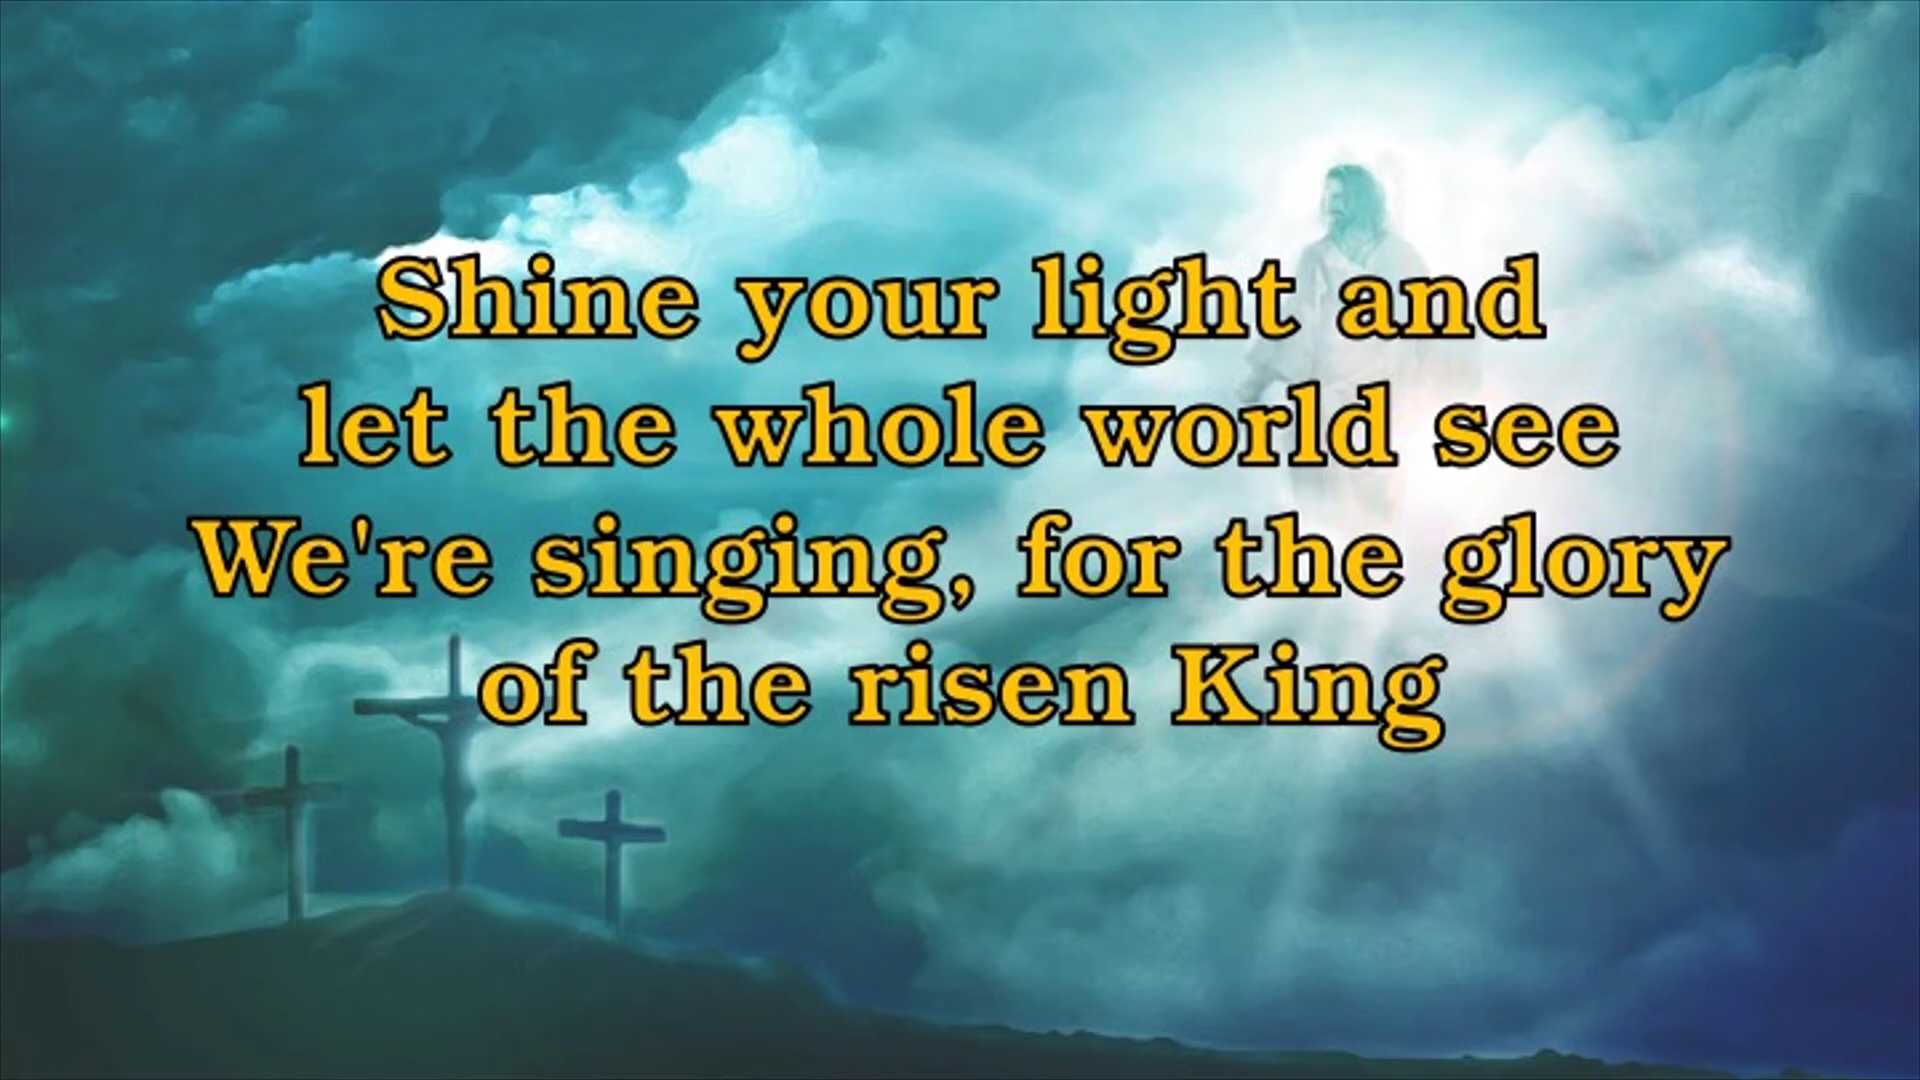 Shine your light and
let the whole world see
We're singing, for the glory
of the risen King